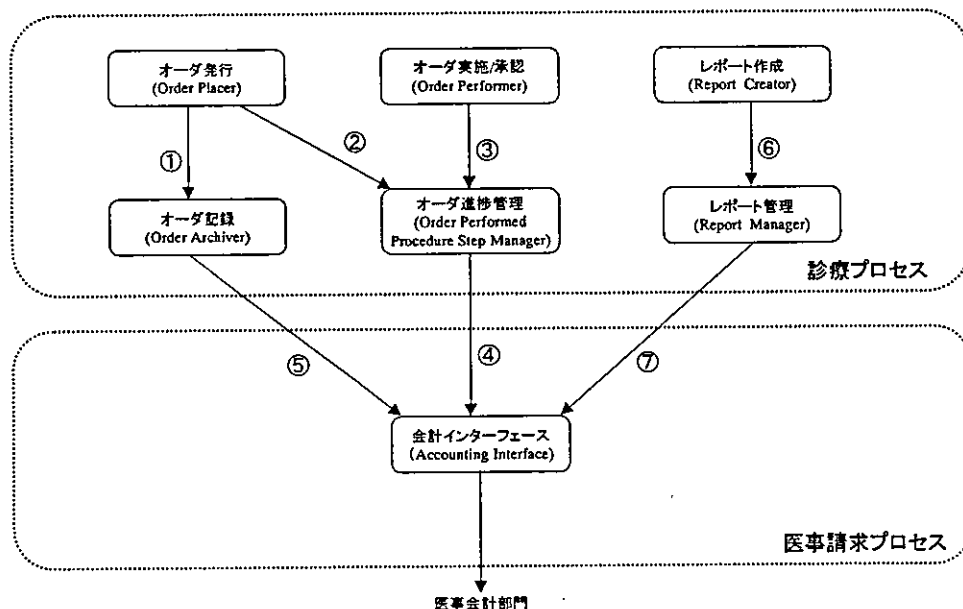 オーダ発行
(Order Placer)
オーダ実施/承認
(Order Performer)
レポート作成
(Report Creator)
①
②
③
⑥
オーダ記録
(Order Archiver)
オーダ進捗管理
(Order Performed
Procedure Step Manager)
レポート管理
(Report Manager)
診療プロセス
⑤
④
⑦
会計インターフェース
(Accounting Interface)
医事請求プロセス
医事会計部門